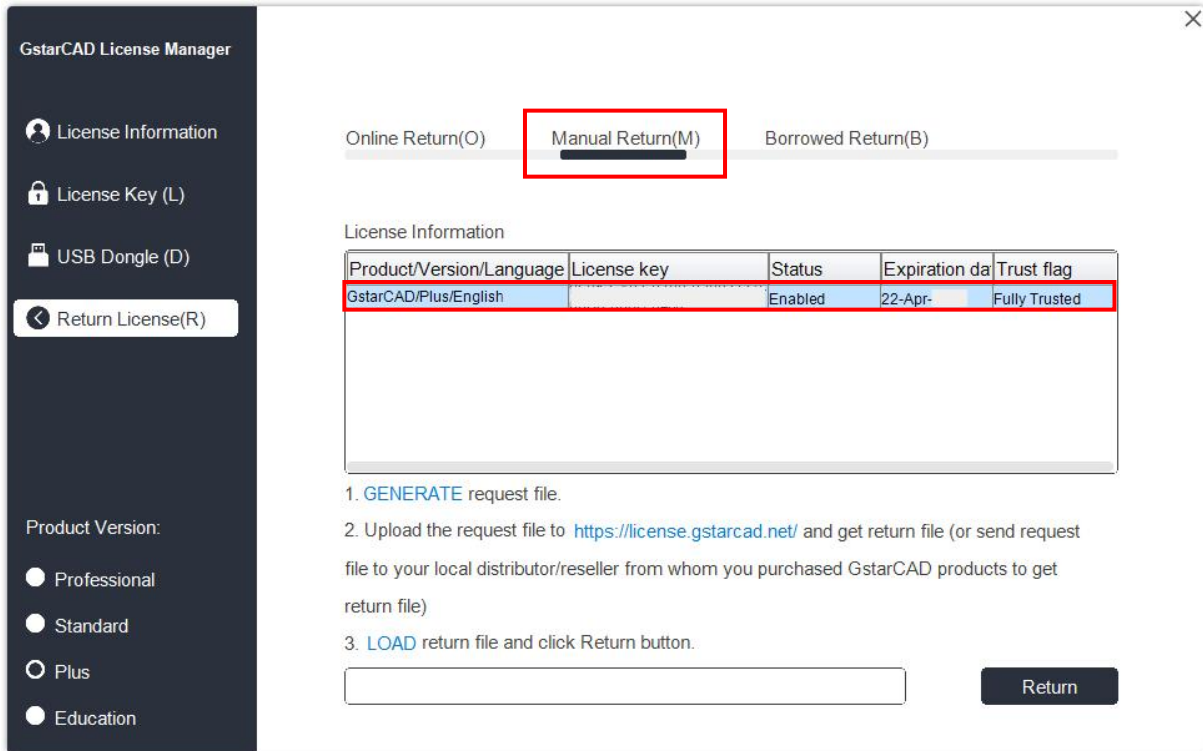 GstarCAD License Manager
License Information
License Key (L)
USB Dongle (D)
Return License(R)
Product Version:
Professional
Standard
Plus
Education
Online Return(O) Manual Return(M) Borrowed Return(B)
License Information
Product/Version/Language License key Status Expiration da Trust flag
GstarCAD/Plus/English Enabled 22-Apr- Fully Trusted
1. GENERATE request file.
2. Upload the request file to https://license.gstarcad.net/ and get return file (or send request
file to your local distributor/reseller from whom you purchased GstarCAD products to get
return file)
3. LOAD return file and click Return button.
Return